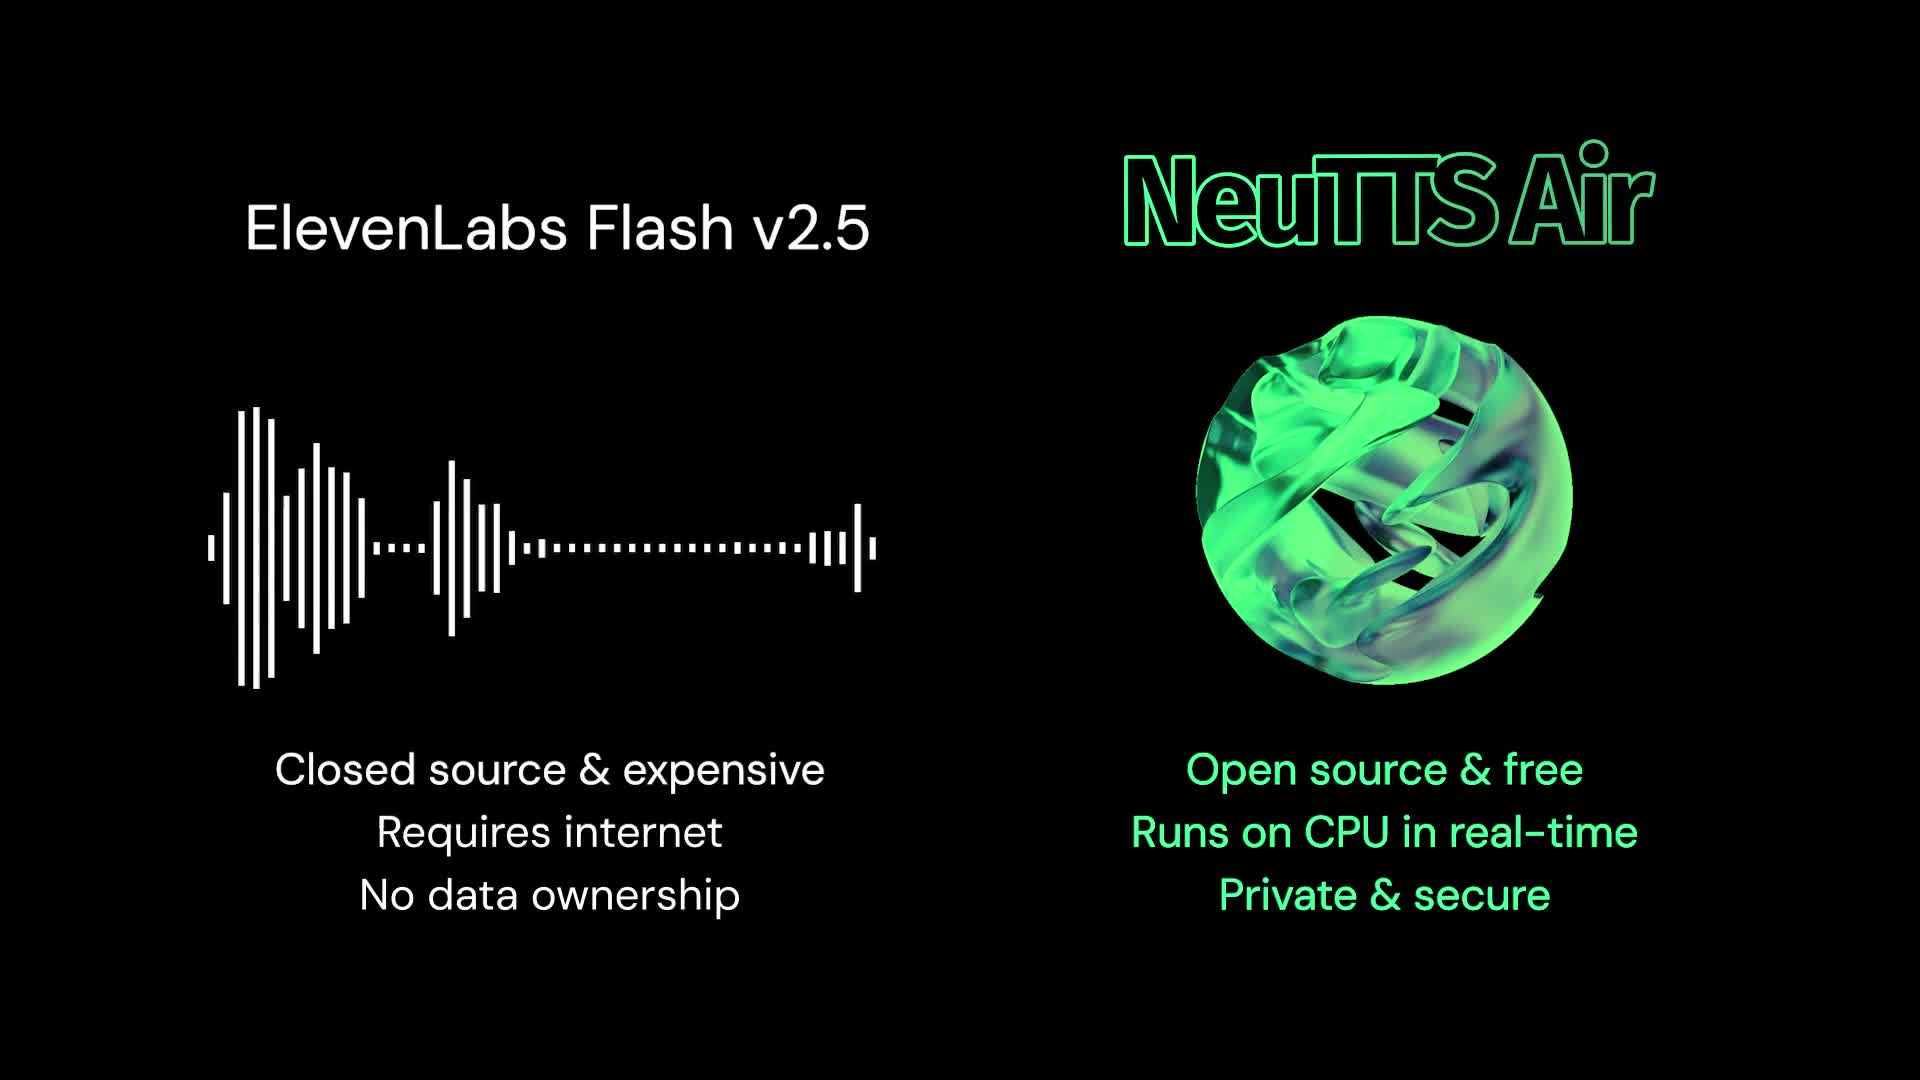 ElevenLabs Flash v2.5
Closed source & expensive
Requires internet
No data ownership
NeuTTS Air
Open source & free
Runs on CPU in real-time
Private & secure